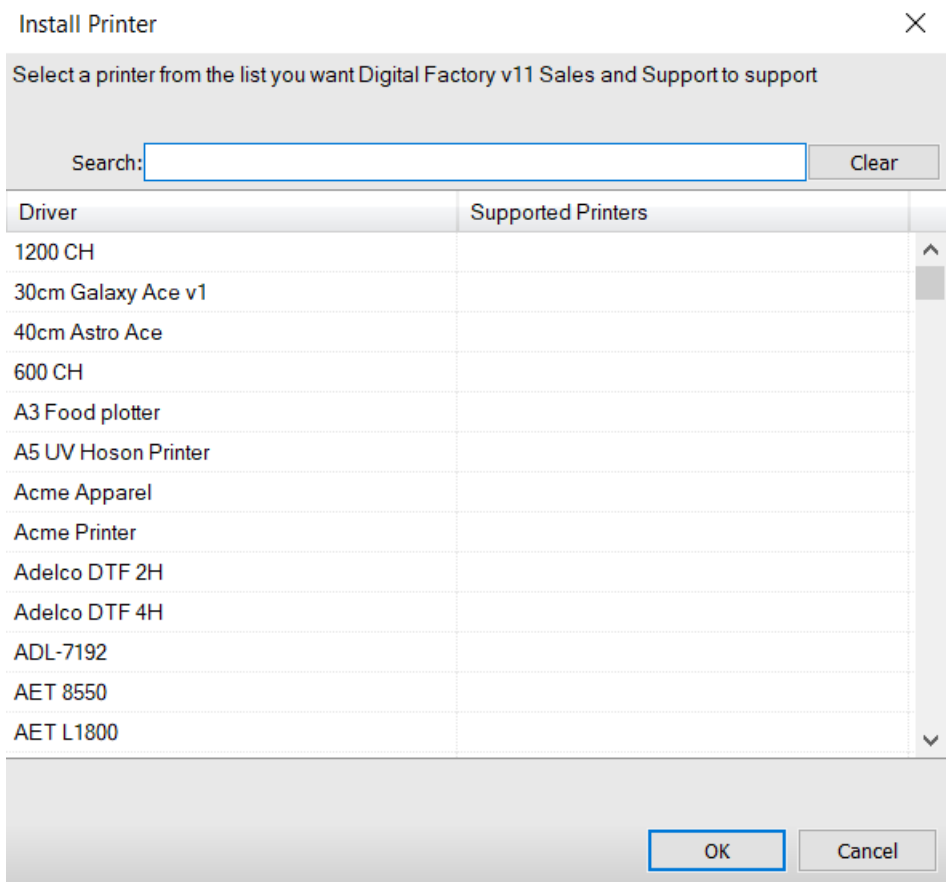 Install Printer
Select a printer from the list you want Digital Factory v11 Sales and Support to support
Search: Clear
Driver Supported Printers
1200 CH
30cm Galaxy Ace v1
40cm Astro Ace
600 CH
A3 Food plotter
A5 UV Hoson Printer
Acme Apparel
Acme Printer
Adelco DTF 2H
Adelco DTF 4H
ADL-7192
AET 8550
AET L1800
OK Cancel